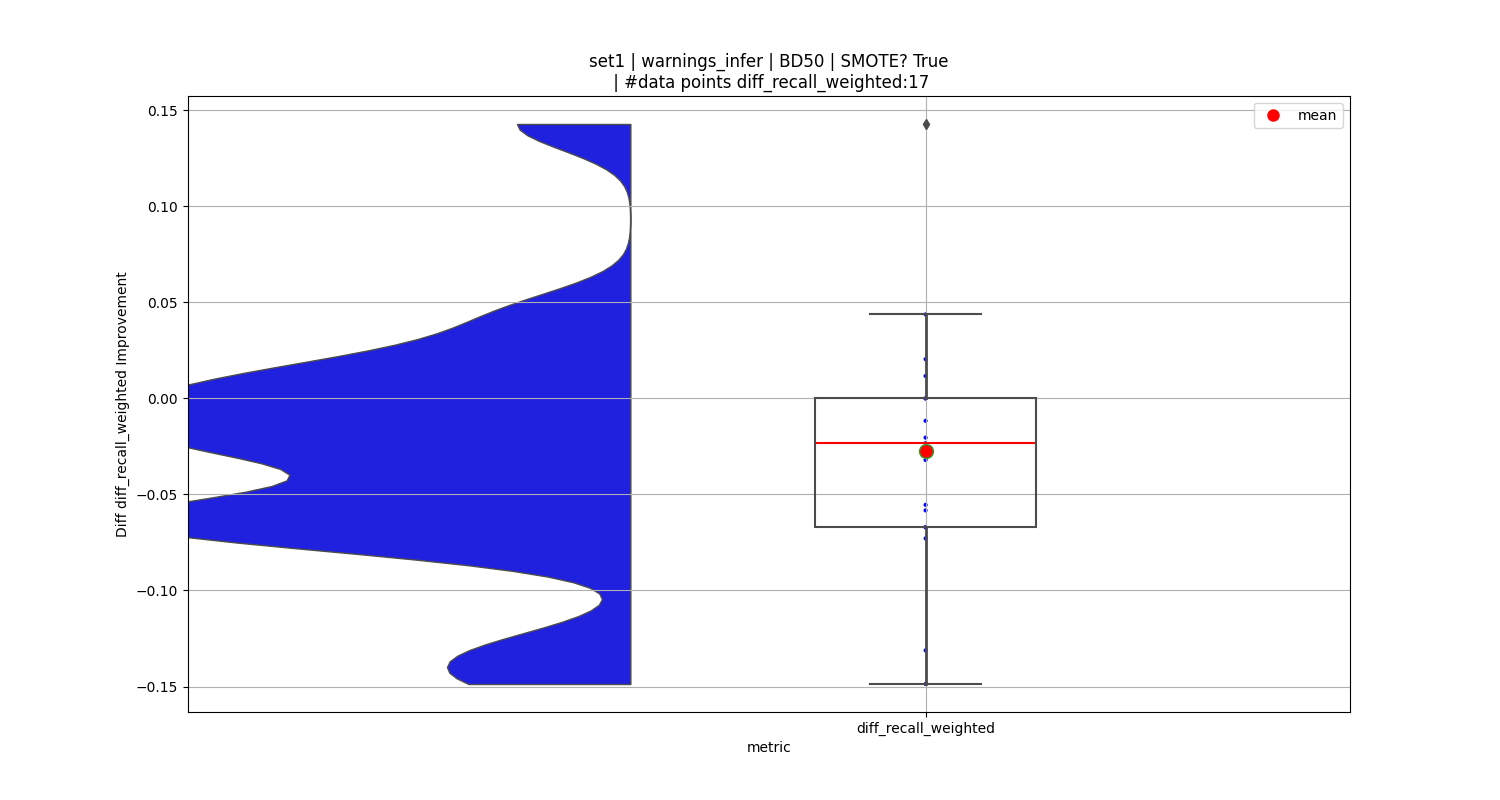 set1 | warnings_infer | BD50 | SMOTE? True
| #data points diff_recall_weighted:17
mean
0.15
0.10
0.05
0.00
−0.05
−0.10
−0.15
Diff diff_recall_weighted Improvement
diff_recall_weighted
metric